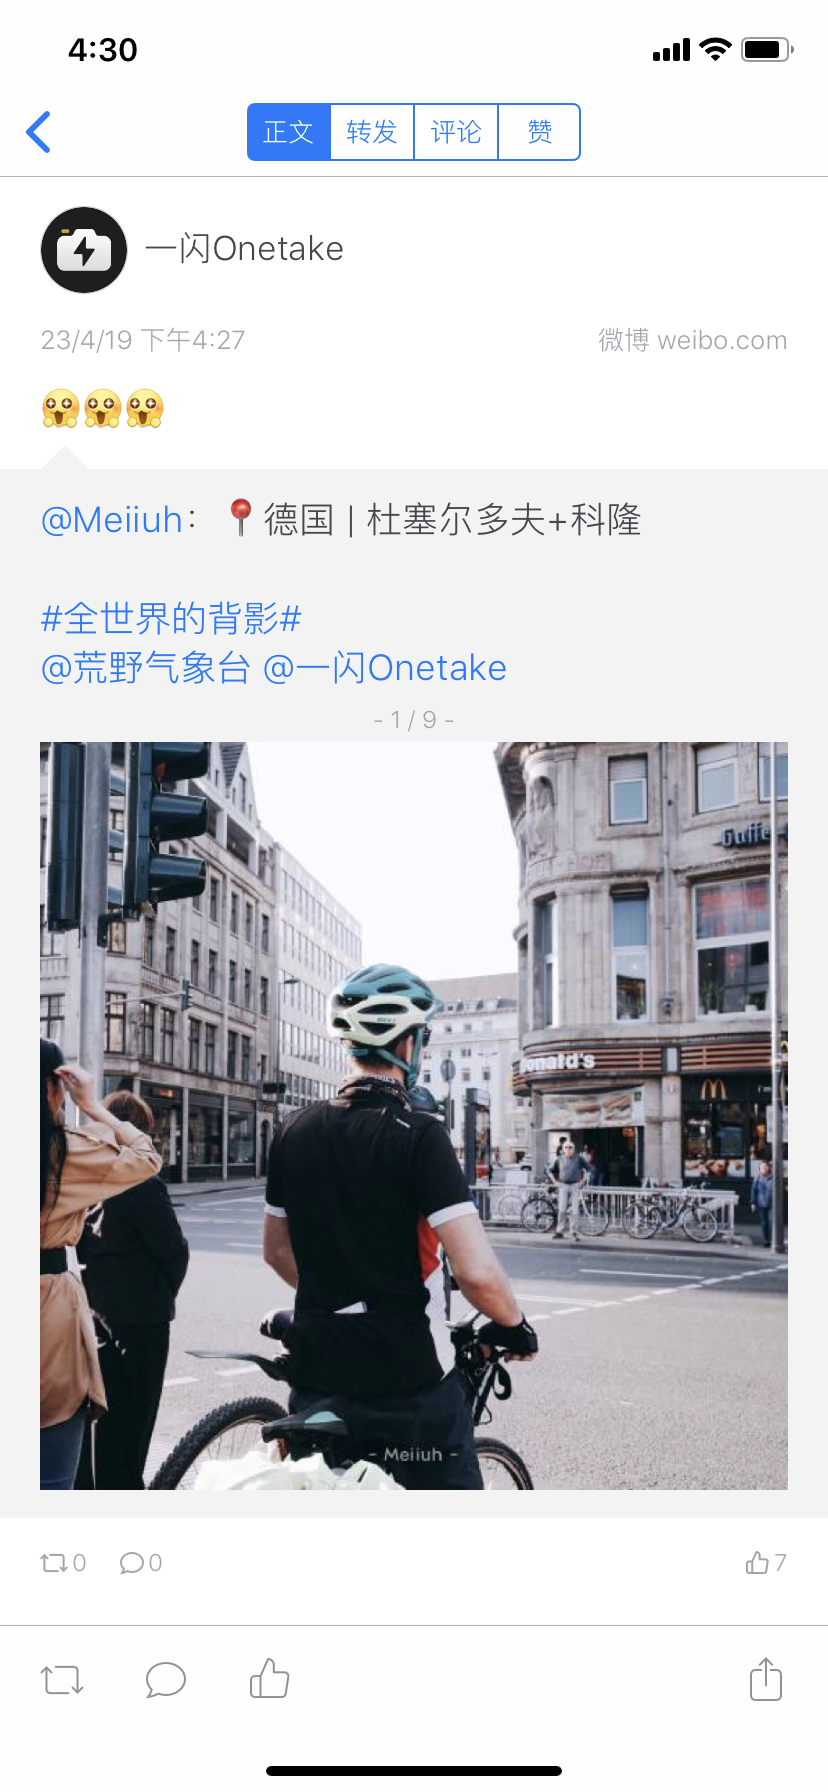 4:30
正文 转发 评论 赞
一闪Onetake
23/4/19 下午4:27 微博 weibo.com
@Meiiuh：📍德国 | 杜塞尔多夫+科隆
#全世界的背影#
@荒野气象台 @一闪Onetake
- 1 / 9 -
Gaffel
onald's
- Meiiuh -
0 0 7